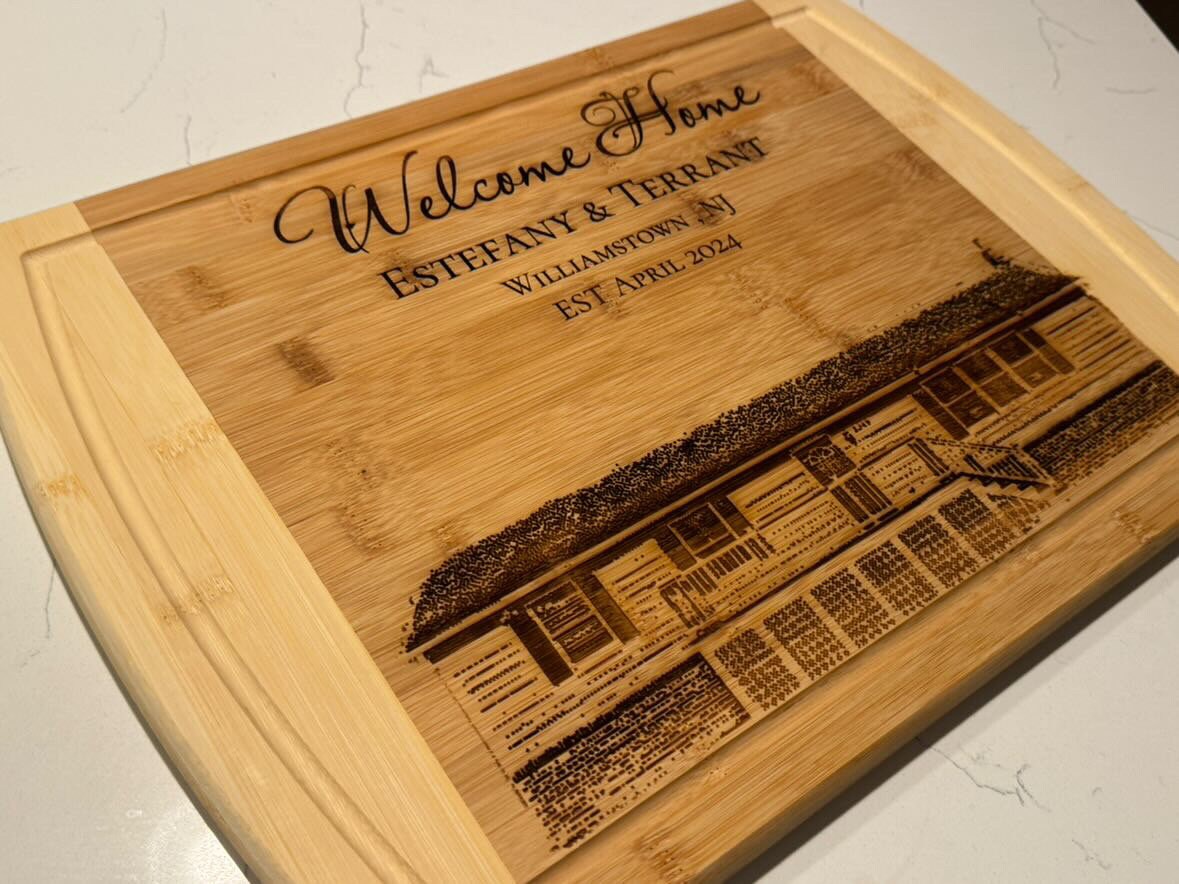 Welcome Home
ESTEFANY & TERRANT
WILLIAMSTOWN, NJ
EST APRIL 2024